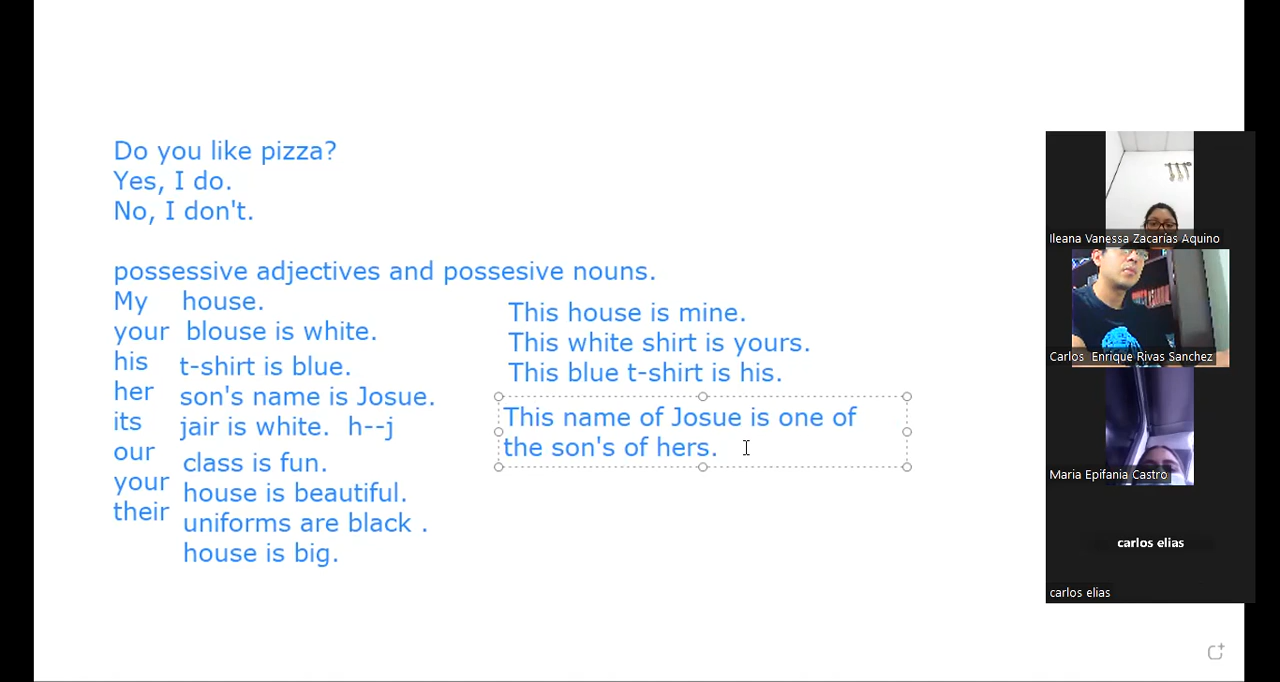 Do you like pizza?
Yes, I do.
No, I don't.
possessive adjectives and possesive nouns.
My house.
your blouse is white.
his t-shirt is blue.
her son's name is Josue.
its jair is white. h--j
our class is fun.
your house is beautiful.
their uniforms are black .
house is big.
This house is mine.
This white shirt is yours.
This blue t-shirt is his.
This name of Josue is one of
the son's of hers.
Ileana Vanessa Zacarías Aquino
Carlos Enrique Rivas Sanchez
Maria Epifania Castro
carlos elias
carlos elias